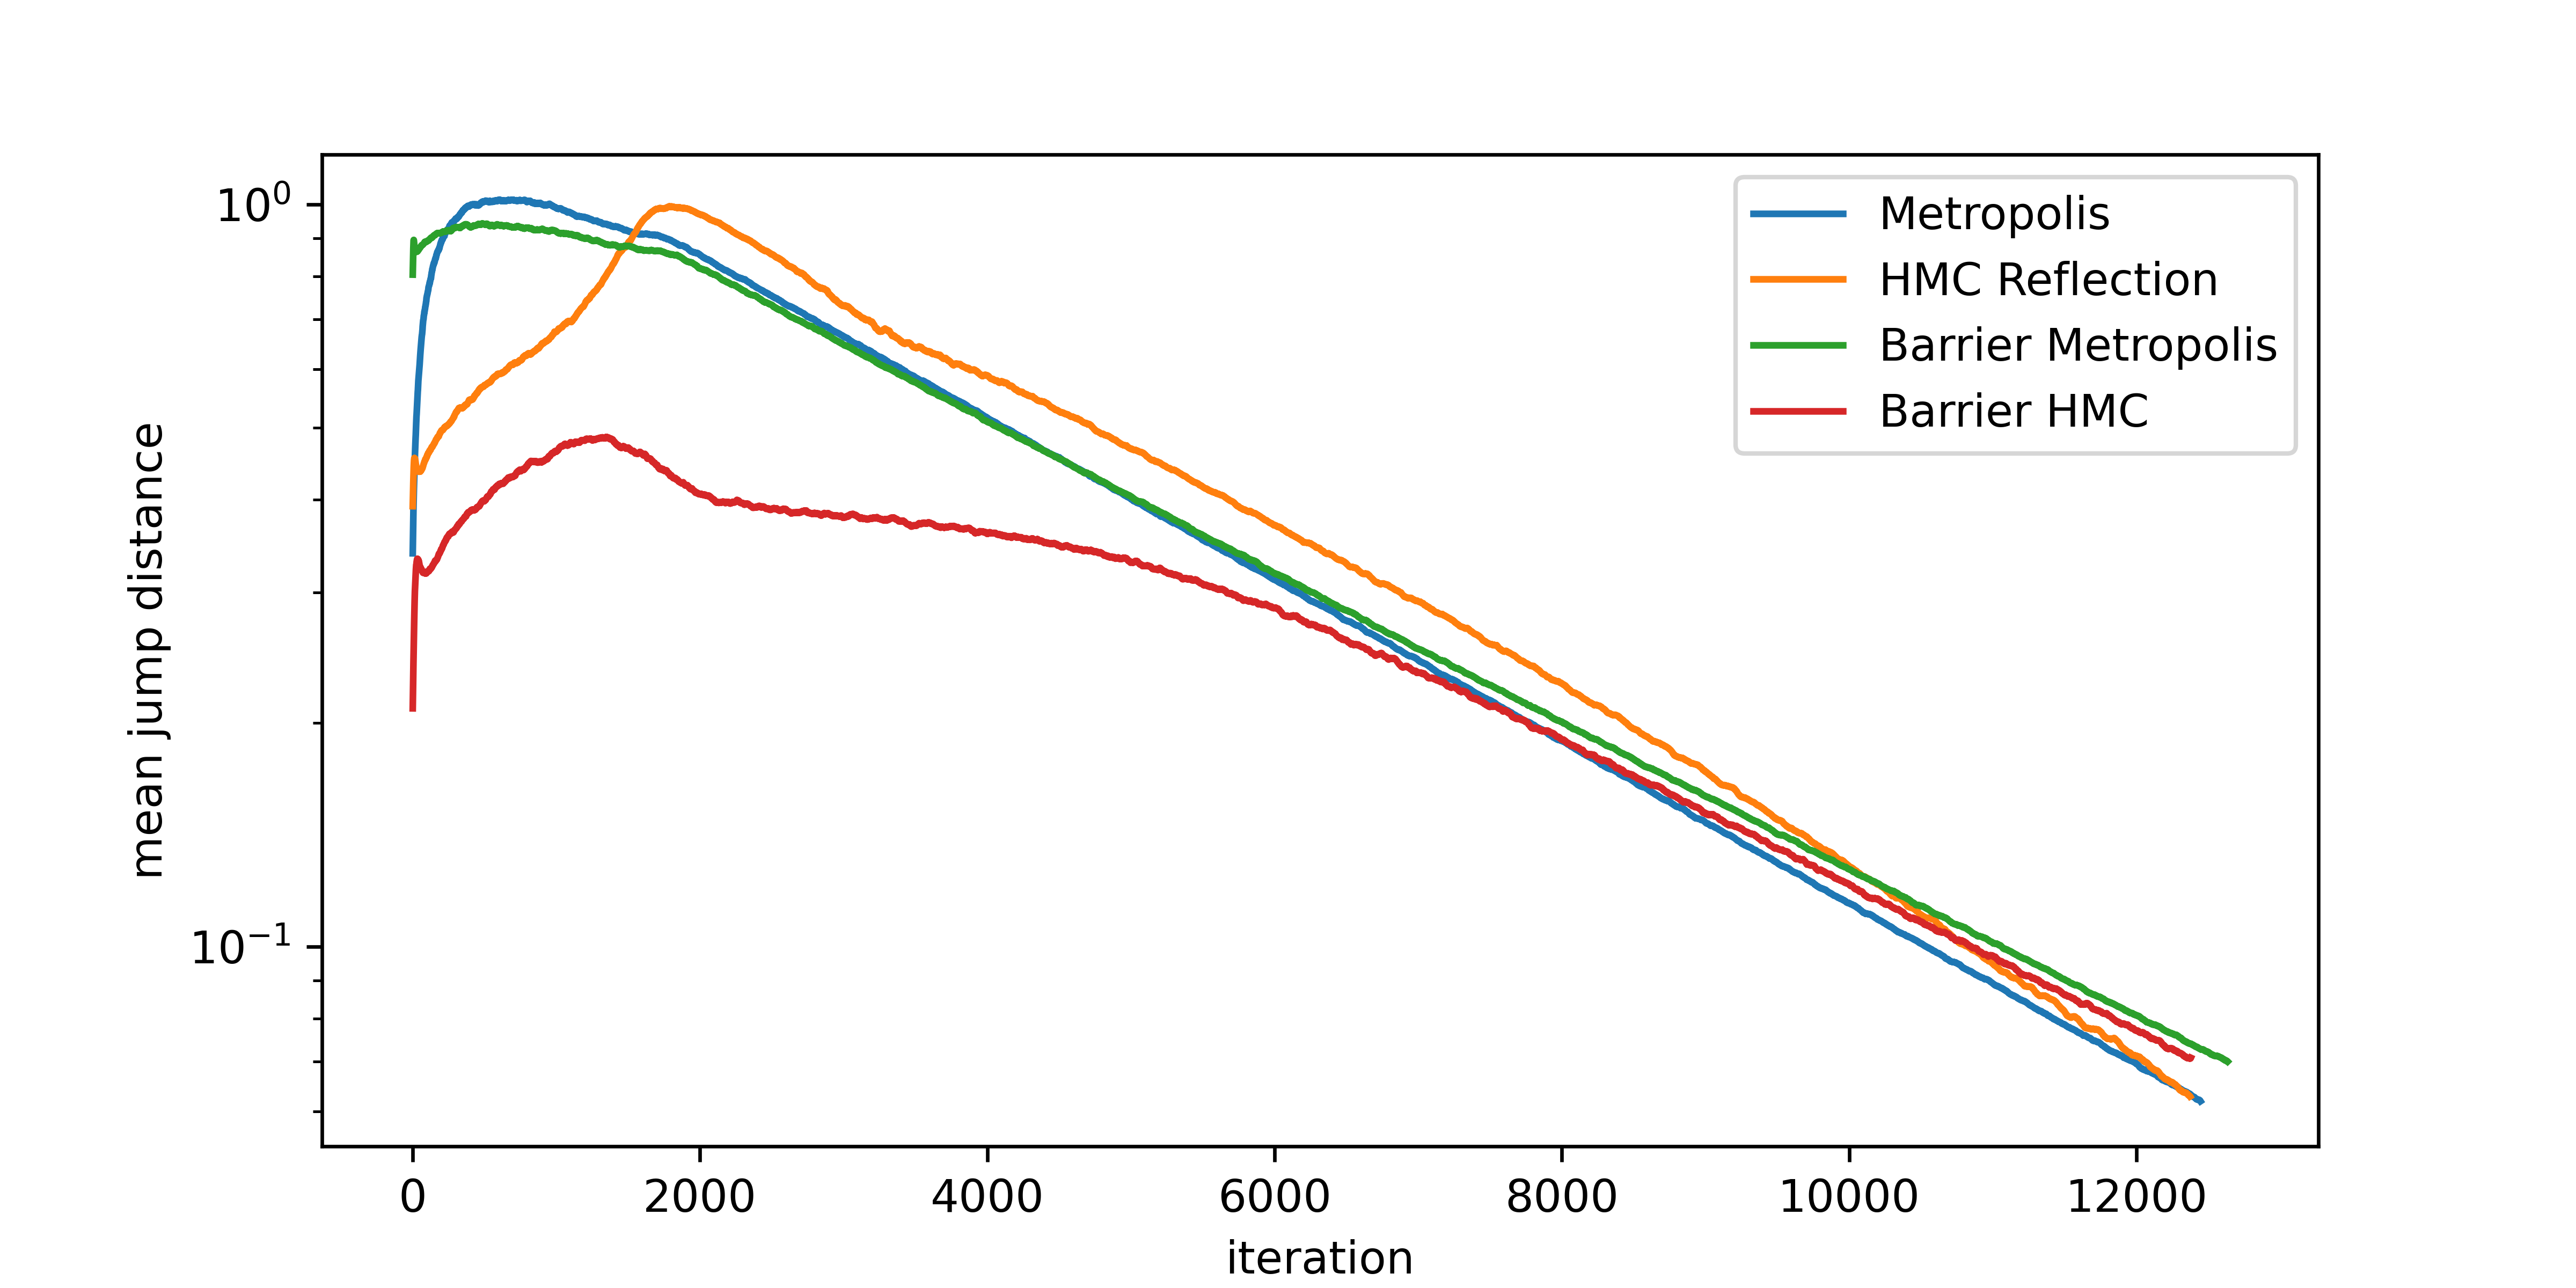 10⁰
10⁻¹
mean jump distance
Metropolis
HMC Reflection
Barrier Metropolis
Barrier HMC
0 2000 4000 6000 8000 10000 12000
iteration